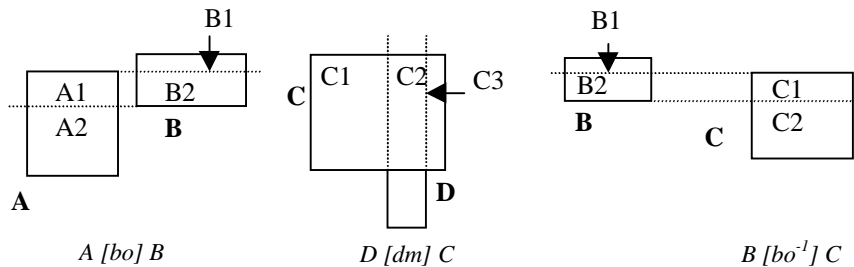 B1
A1
A2
B2
B
A
A [bo] B
C1
C2
C3
C
D
D [dm] C
B1
B2
B
C1
C2
C
B [bo⁻¹] C